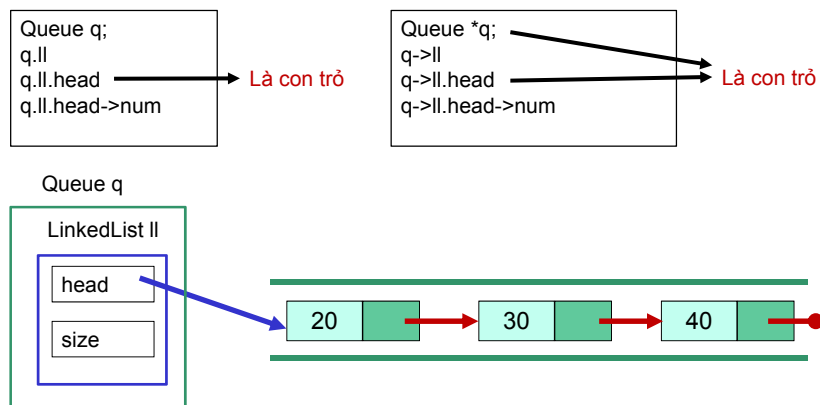 Queue q;
q.ll
q.ll.head
q.ll.head->num
Là con trỏ
Queue *q;
q->ll
q->ll.head
q->ll.head->num
Là con trỏ
Queue q
LinkedList ll
head
size
20
30
40